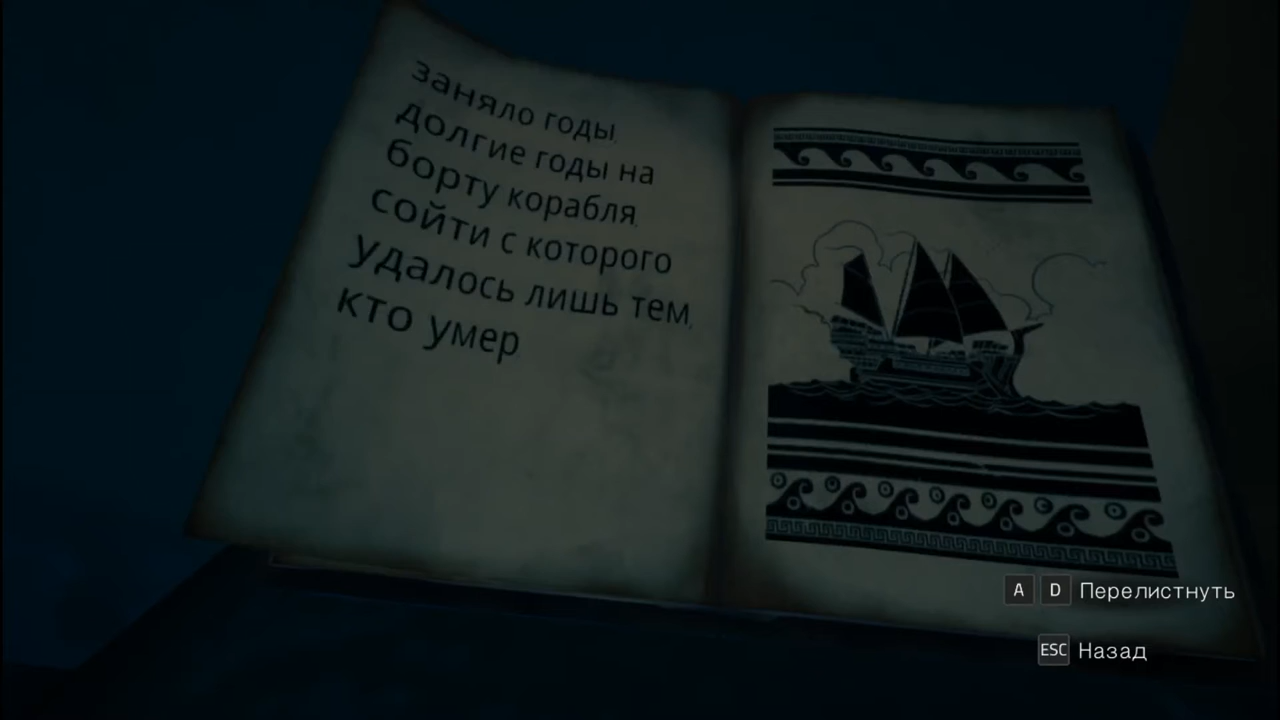 заняло годы,
долгие годы на
борту корабля,
сойти с которого
удалось лишь тем,
кто умер.
A D Перелистнуть
ESC Назад